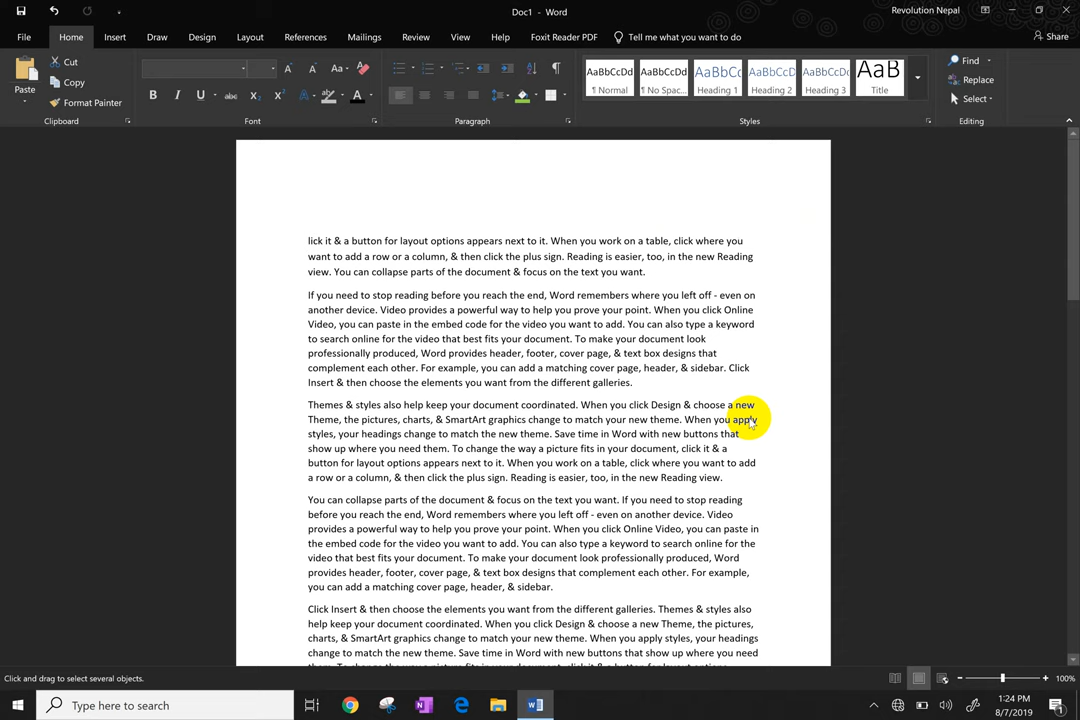 Doc1 - Word
Revolution Nepal
File Home Insert Draw Design Layout References Mailings Review View Help Foxit Reader PDF Tell me what you want to do Share
Paste
Cut
Copy
Format Painter
Clipboard
B I U abc X2 X2 A A
Aa
Font
Paragraph
AaBbCcDd AaBbCcDd AaBbCc AaBbCcD AaBbCcD AaB
¶ Normal ¶ No Spac... Heading 1 Heading 2 Heading 3 Title
Styles
Find
Replace
Select
Editing
lick it & a button for layout options appears next to it. When you work on a table, click where you
want to add a row or a column, & then click the plus sign. Reading is easier, too, in the new Reading
view. You can collapse parts of the document & focus on the text you want.
If you need to stop reading before you reach the end, Word remembers where you left off - even on
another device. Video provides a powerful way to help you prove your point. When you click Online
Video, you can paste in the embed code for the video you want to add. You can also type a keyword
to search online for the video that best fits your document. To make your document look
professionally produced, Word provides header, footer, cover page, & text box designs that
complement each other. For example, you can add a matching cover page, header, & sidebar. Click
Insert & then choose the elements you want from the different galleries.
Themes & styles also help keep your document coordinated. When you click Design & choose a new
Theme, the pictures, charts, & SmartArt graphics change to match your new theme. When you apply
styles, your headings change to match the new theme. Save time in Word with new buttons that
show up where you need them. To change the way a picture fits in your document, click it & a
button for layout options appears next to it. When you work on a table, click where you want to add
a row or a column, & then click the plus sign. Reading is easier, too, in the new Reading view.
You can collapse parts of the document & focus on the text you want. If you need to stop reading
before you reach the end, Word remembers where you left off - even on another device. Video
provides a powerful way to help you prove your point. When you click Online Video, you can paste in
the embed code for the video you want to add. You can also type a keyword to search online for the
video that best fits your document. To make your document look professionally produced, Word
provides header, footer, cover page, & text box designs that complement each other. For example,
you can add a matching cover page, header, & sidebar.
Click Insert & then choose the elements you want from the different galleries. Themes & styles also
help keep your document coordinated. When you click Design & choose a new Theme, the pictures,
charts, & SmartArt graphics change to match your new theme. When you apply styles, your headings
change to match the new theme. Save time in Word with new buttons that show up where you need
them. To change the way a picture fits in your document, click it & a button for layout options
Click and drag to select several objects.
100%
Type here to search
1:24 PM
8/7/2019